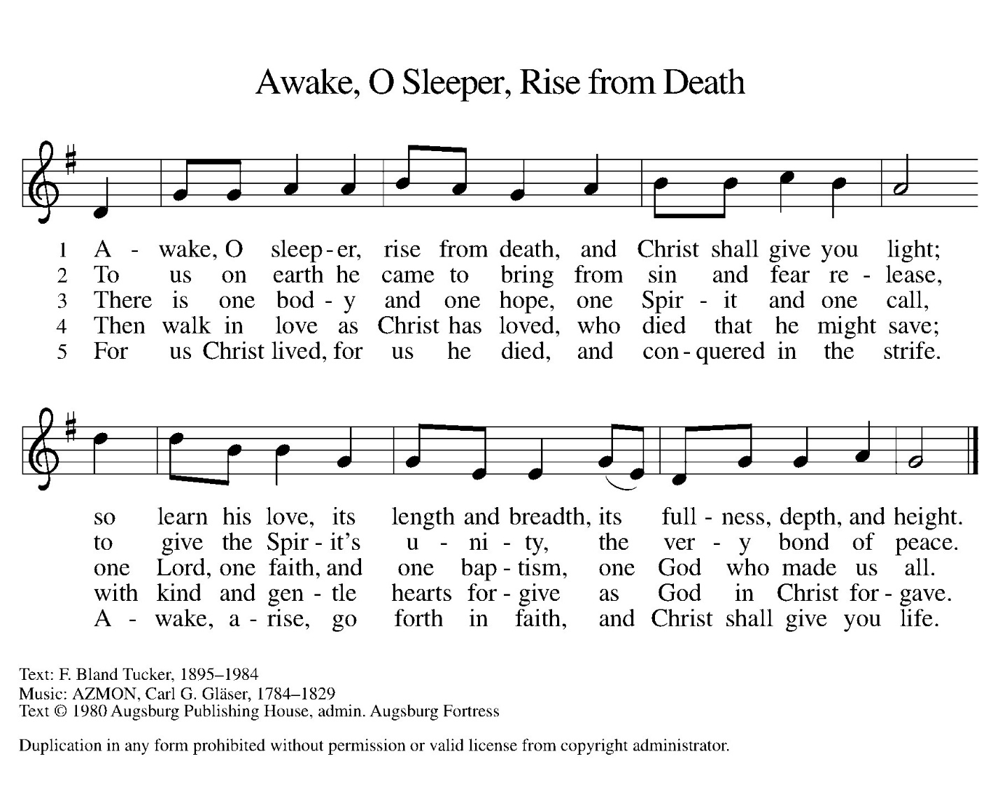 Awake, O Sleeper, Rise from Death
1 A - wake, O sleep - er, rise from death, and Christ shall give you light;
2 To us on earth he came to bring from sin and fear re - lease,
3 There is one bod - y and one hope, one Spir - it and one call,
4 Then walk in love as Christ has loved, who died that he might save;
5 For us Christ lived, for us he died, and con - quered in the strife.
so learn his love, its length and breadth, its full - ness, depth, and height.
to give the Spir - it's u - ni - ty, the ver - y bond of peace.
one Lord, one faith, and one bap - tism, one God who made us all.
with kind and gen - tle hearts for - give as God in Christ for - gave.
A - wake, a - rise, go forth in faith, and Christ shall give you life.
Text: F. Bland Tucker, 1895–1984
Music: AZMON, Carl G. Gläser, 1784–1829
Text © 1980 Augsburg Publishing House, admin. Augsburg Fortress
Duplication in any form prohibited without permission or valid license from copyright administrator.